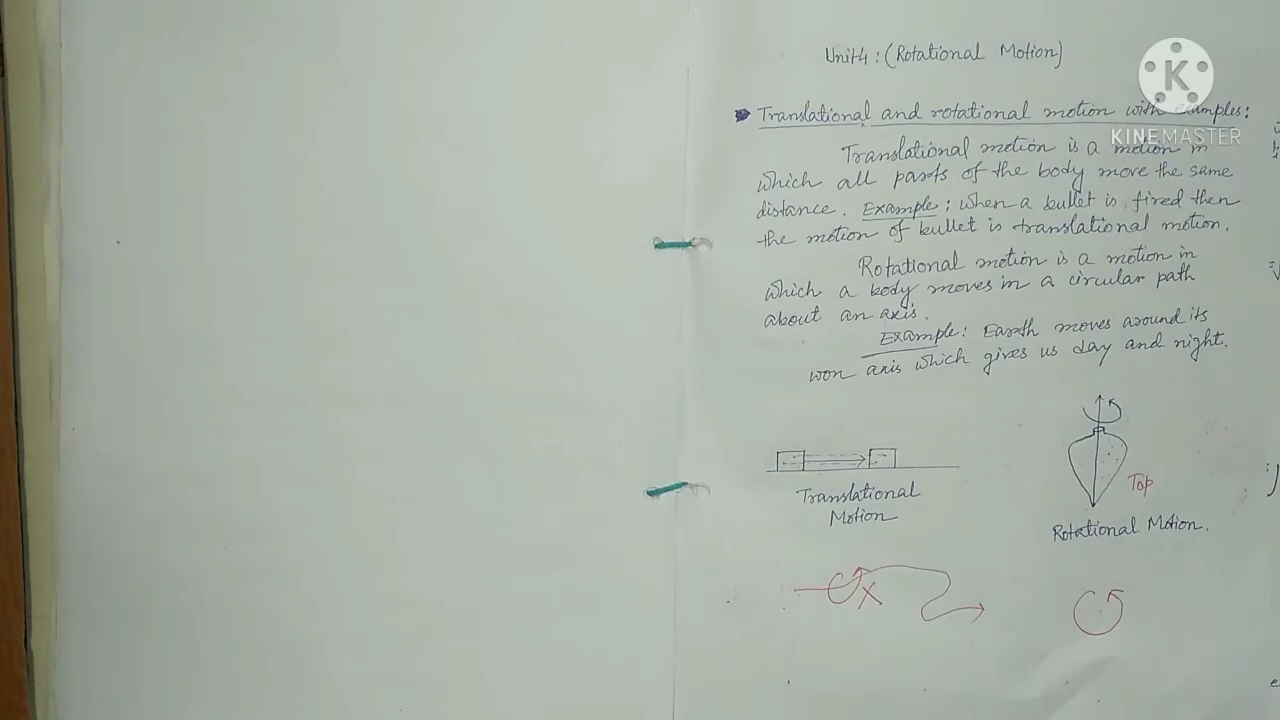 Unit 4 : (Rotational Motion)
K
KINEMASTER
Translational and rotational motion with examples:
Translational motion is a motion in
which all parts of the body move the same
distance. Example: When a bullet is fired then
the motion of bullet is translational motion.
Rotational motion is a motion in
which a body moves in a circular path
about an axis.
Example: Earth moves around its
won axis which gives us day and night.
Translational
Motion
Top
Rotational Motion.